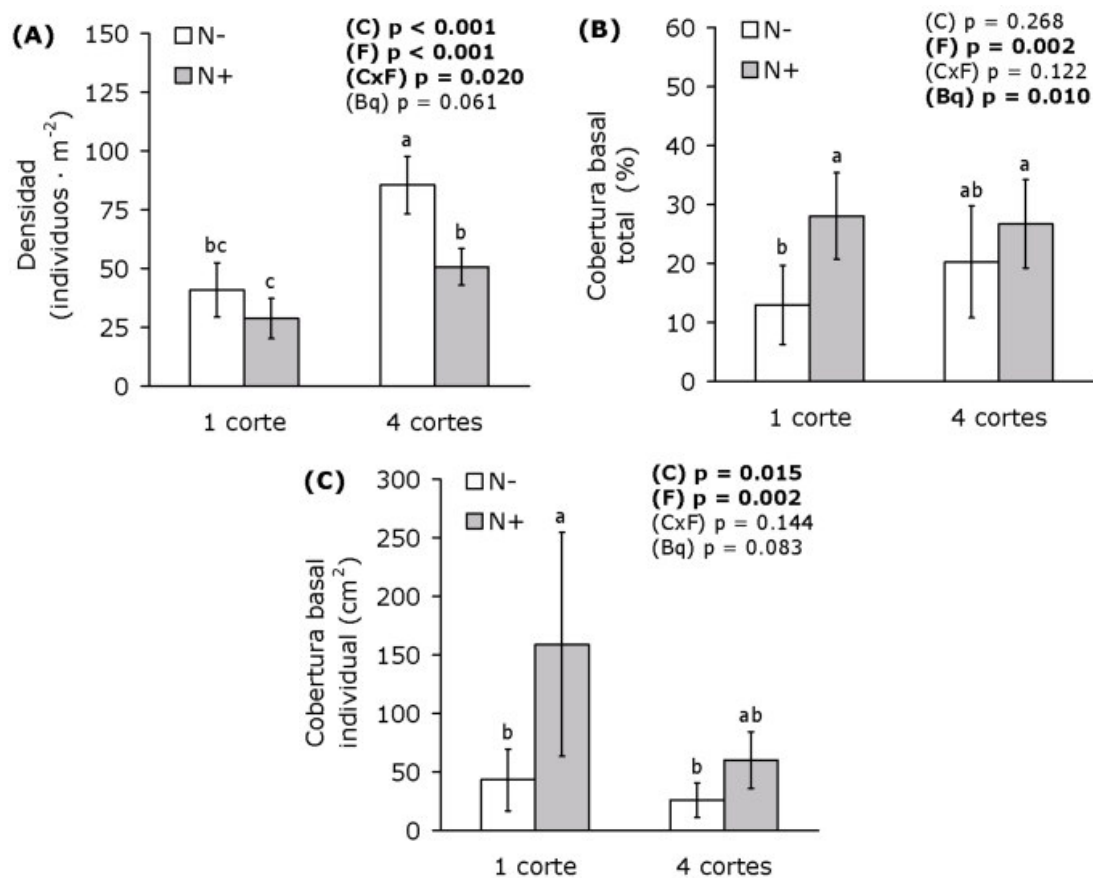 (A)
150
125
100
75
50
25
0
Densidad
(individuos · m⁻²)
N-
N+
(C) p < 0.001
(F) p < 0.001
(CxF) p = 0.020
(Bq) p = 0.061
bc
c
a
b
1 corte
4 cortes
(B)
60
50
40
30
20
10
0
Cobertura basal
total (%)
N-
N+
(C) p = 0.268
(F) p = 0.002
(CxF) p = 0.122
(Bq) p = 0.010
b
a
ab
a
1 corte
4 cortes
(C)
300
250
200
150
100
50
0
Cobertura basal
individual (cm²)
N-
N+
(C) p = 0.015
(F) p = 0.002
(CxF) p = 0.144
(Bq) p = 0.083
b
a
b
ab
1 corte
4 cortes